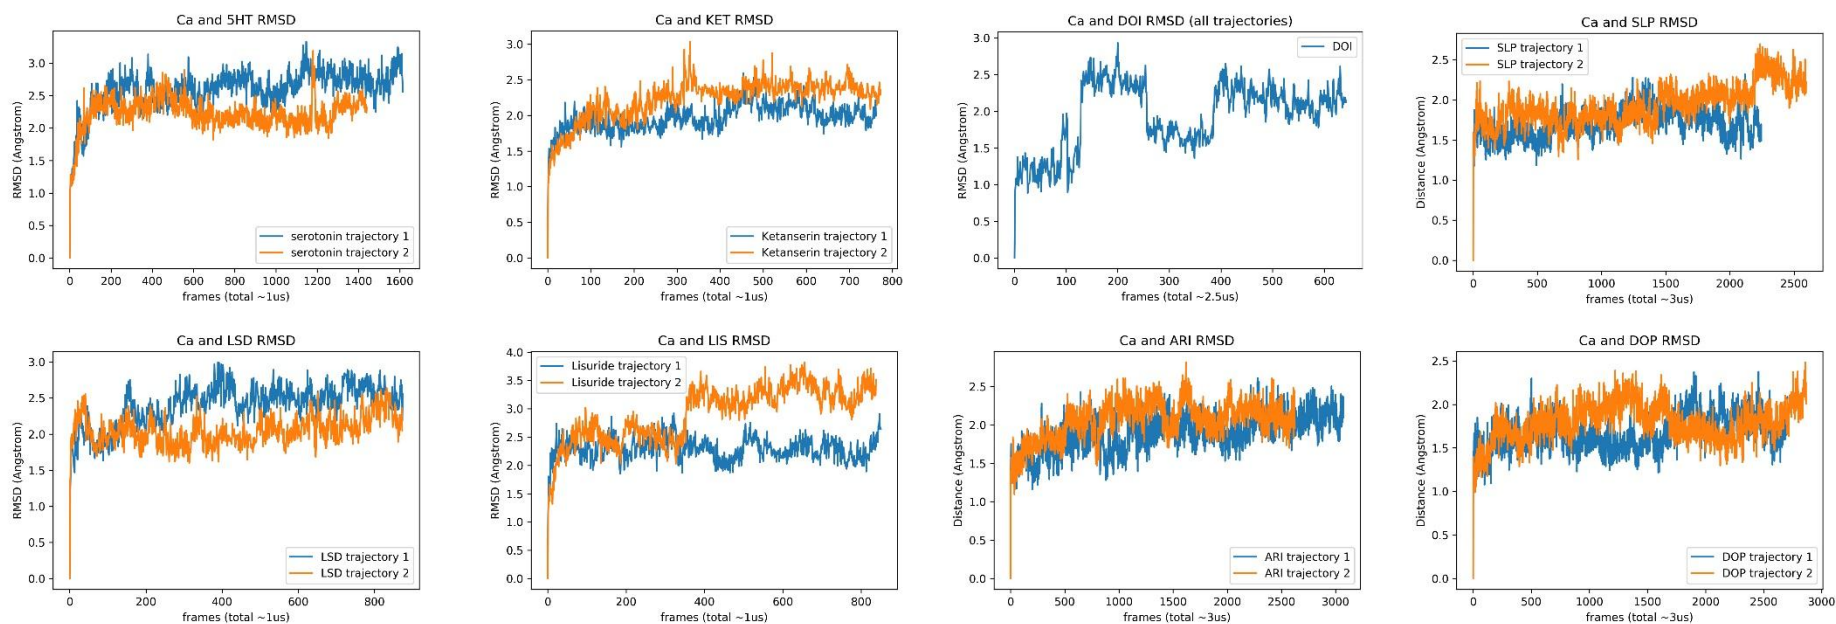 Ca and 5HT RMSD
RMSD (Angstrom)
3.0
2.5
2.0
1.5
1.0
0.5
0.0
serotonin trajectory 1
serotonin trajectory 2
0 200 400 600 800 1000 1200 1400 1600
frames (total ~1us)
Ca and KET RMSD
RMSD (Angstrom)
3.0
2.5
2.0
1.5
1.0
0.5
0.0
Ketanserin trajectory 1
Ketanserin trajectory 2
0 100 200 300 400 500 600 700 800
frames (total ~1us)
Ca and DOI RMSD (all trajectories)
RMSD (Angstrom)
3.0
2.5
2.0
1.5
1.0
0.5
0.0
DOI
0 100 200 300 400 500 600
frames (total ~2.5us)
Ca and SLP RMSD
Distance (Angstrom)
2.5
2.0
1.5
1.0
0.5
0.0
SLP trajectory 1
SLP trajectory 2
0 500 1000 1500 2000 2500
frames (total ~3us)
Ca and LSD RMSD
RMSD (Angstrom)
3.0
2.5
2.0
1.5
1.0
0.5
0.0
LSD trajectory 1
LSD trajectory 2
0 200 400 600 800
frames (total ~1us)
Ca and LIS RMSD
RMSD (Angstrom)
4.0
3.5
3.0
2.5
2.0
1.5
1.0
0.5
0.0
Lisuride trajectory 1
Lisuride trajectory 2
0 200 400 600 800
frames (total ~1us)
Ca and ARI RMSD
Distance (Angstrom)
2.5
2.0
1.5
1.0
0.5
0.0
ARI trajectory 1
ARI trajectory 2
0 500 1000 1500 2000 2500 3000
frames (total ~3us)
Ca and DOP RMSD
Distance (Angstrom)
2.5
2.0
1.5
1.0
0.5
0.0
DOP trajectory 1
DOP trajectory 2
0 500 1000 1500 2000 2500 3000
frames (total ~3us)